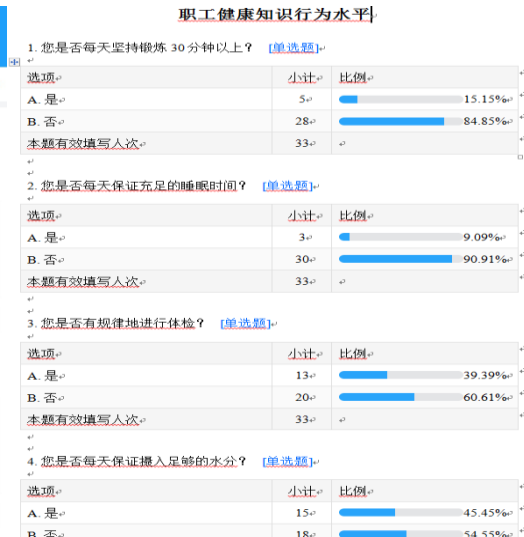 职工健康知识行为水平
1. 您是否每天坚持锻炼 30 分钟以上? [单选题]
选项 小计 比例
A. 是 5 15.15%
B. 否 28 84.85%
本题有效填写人次 33
2. 您是否每天保证充足的睡眠时间? [单选题]
选项 小计 比例
A. 是 3 9.09%
B. 否 30 90.91%
本题有效填写人次 33
3. 您是否有规律地进行体检? [单选题]
选项 小计 比例
A. 是 13 39.39%
B. 否 20 60.61%
本题有效填写人次 33
4. 您是否每天保证摄入足够的水分? [单选题]
选项 小计 比例
A. 是 15 45.45%
B. 否 18 54.55%